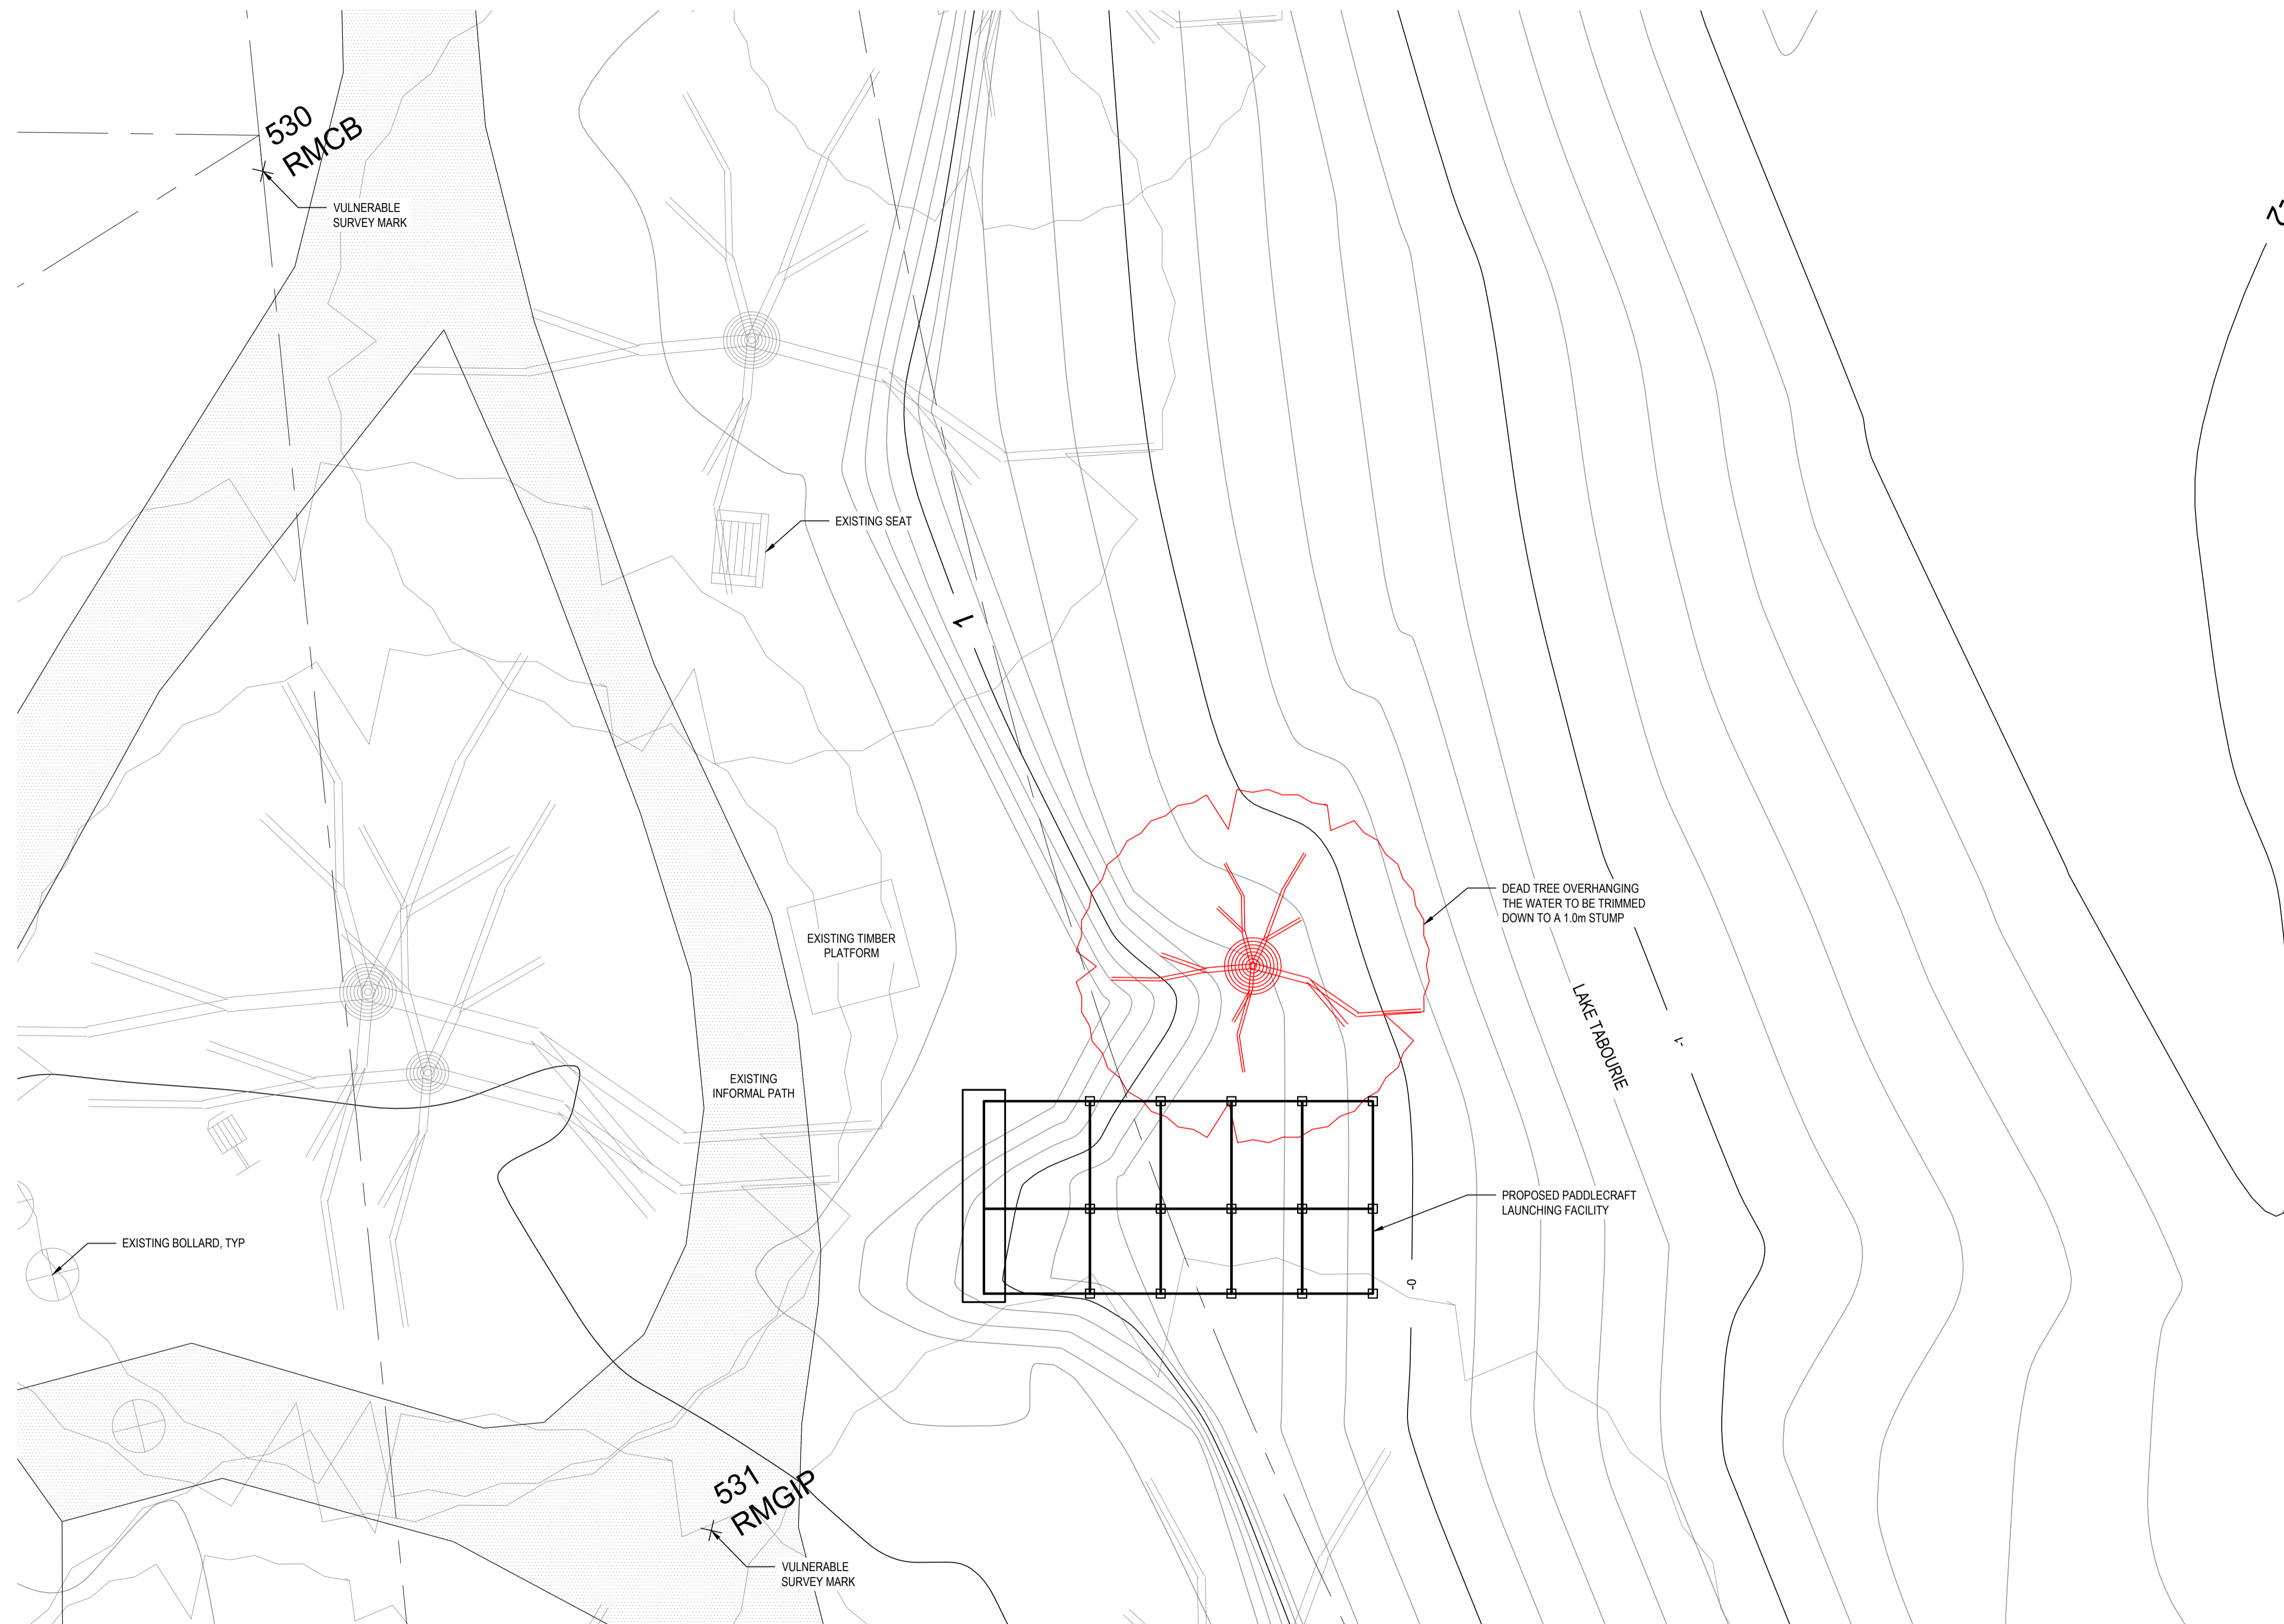 530
RMCB
VULNERABLE
SURVEY MARK
-2
EXISTING SEAT
1
DEAD TREE OVERHANGING
THE WATER TO BE TRIMMED
DOWN TO A 1.0m STUMP
EXISTING TIMBER
PLATFORM
LAKE TABOURIE
-1
EXISTING
INFORMAL PATH
PROPOSED PADDLECRAFT
LAUNCHING FACILITY
EXISTING BOLLARD, TYP
-0
531
RMGIP
VULNERABLE
SURVEY MARK